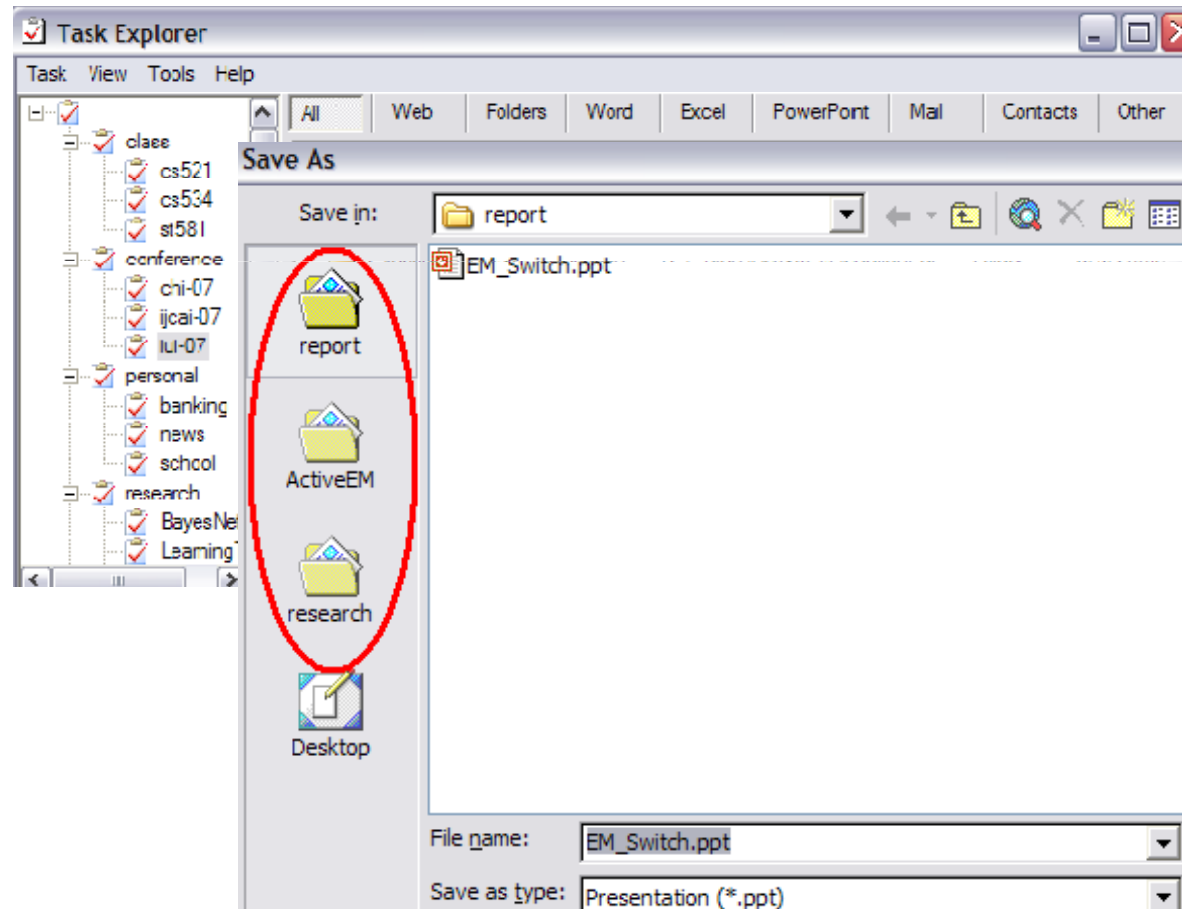 Task Explorer
Task View Tools Help
All Web Folders Word Excel PowerPoint Mail Contacts Other
class
cs521
cs534
st581
conference
chi-07
ijcai-07
iui-07
personal
banking
news
school
research
BayesNet
Learning
Save As
Save in: report
EM_Switch.ppt
report
ActiveEM
research
Desktop
File name: EM_Switch.ppt
Save as type: Presentation (*.ppt)